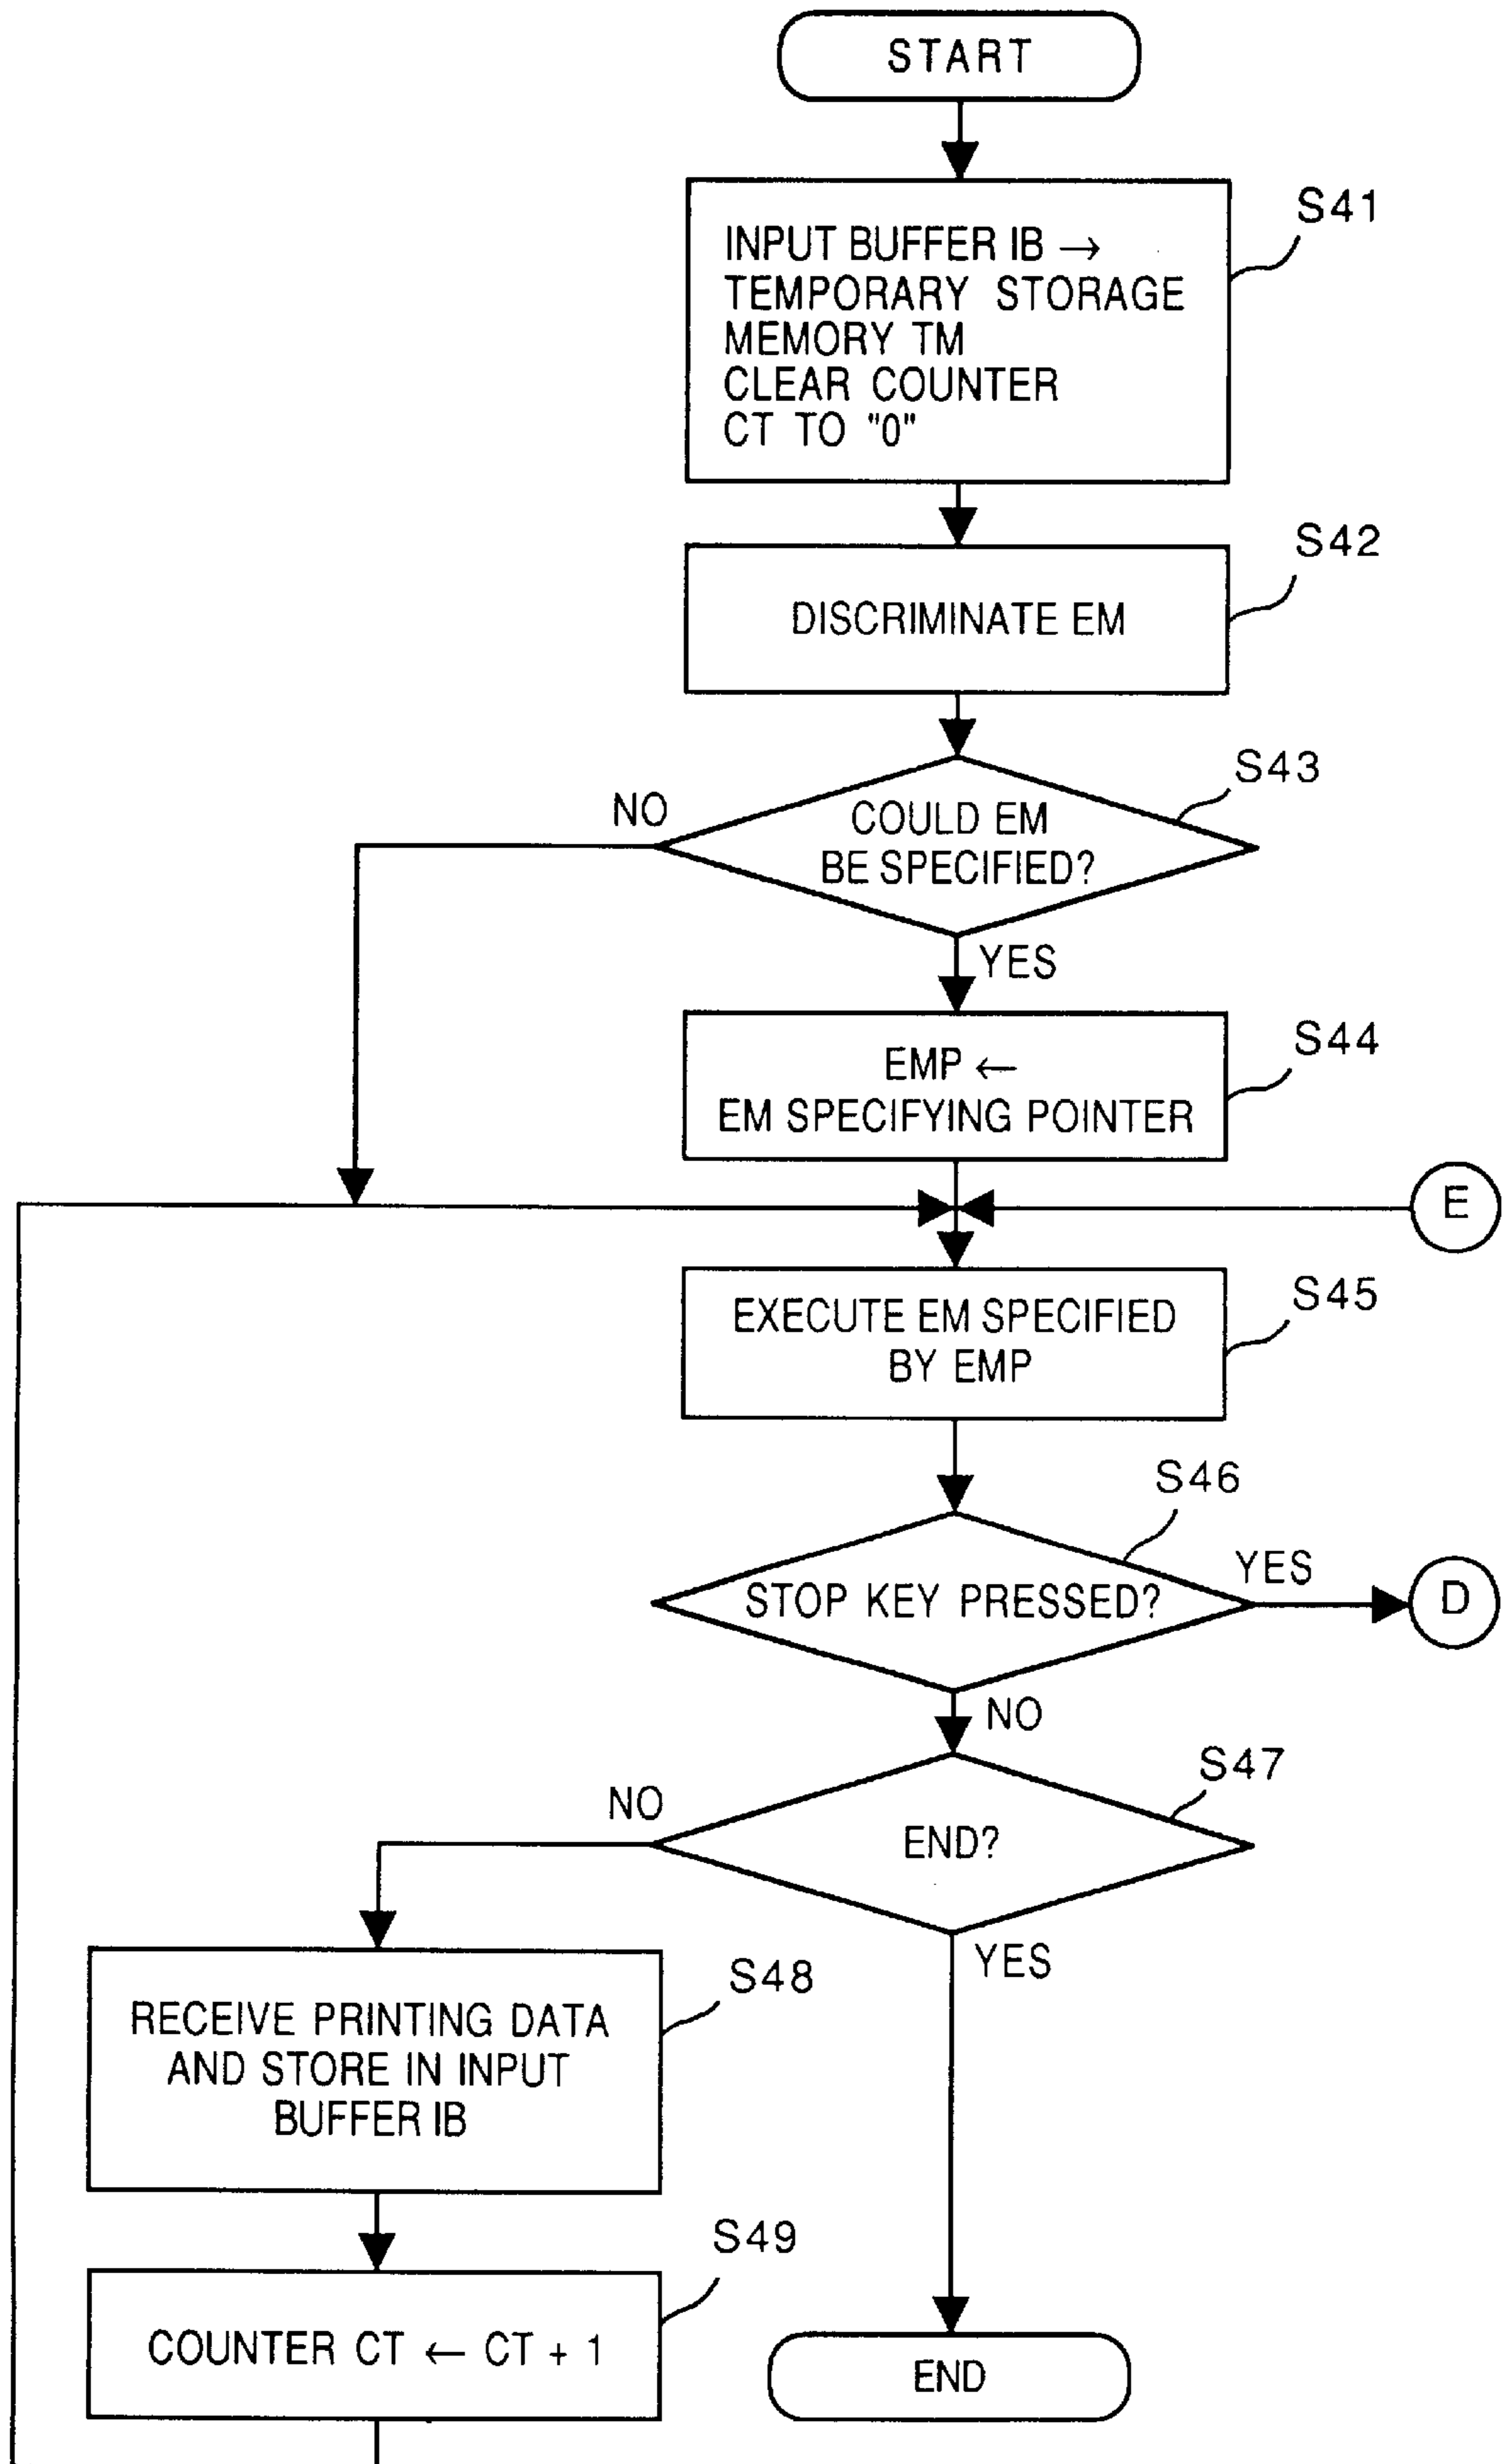 START
S41
INPUT BUFFER IB →
TEMPORARY STORAGE
MEMORY TM
CLEAR COUNTER
CT TO "0"
S42
DISCRIMINATE EM
S43
NO
COULD EM
BE SPECIFIED?
YES
S44
EMP ←
EM SPECIFYING POINTER
E
S45
EXECUTE EM SPECIFIED
BY EMP
S46
YES
STOP KEY PRESSED?
D
NO
S47
NO
END?
YES
S48
RECEIVE PRINTING DATA
AND STORE IN INPUT
BUFFER IB
S49
COUNTER CT ← CT + 1
END